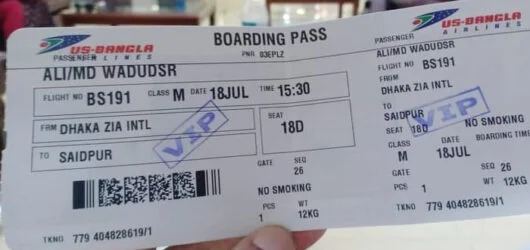 US-BANGLA
AIRLINES
BOARDING PASS
PNR 03EPLZ
PASSENGER
ALI/MD WADUDSR
FLIGHT NO BS191 CLASS M DATE 18JUL TIME 15:30
FROM DHAKA ZIA INTL
TO SAIDPUR
VIP
SEAT
18D
GATE SEQ
26
NO SMOKING
PCS WT
1 12KG
TKNO 779 404828619/1
PASSENGER
US-BANGLA
AIRLINES
ALI/MD WADUDSR
FLIGHT NO BS191
FROM
DHAKA ZIA INTL
TO
SAIDPUR
VIP
SEAT 18D NO SMOKING
CLASS DATE BOARDING TIME
M 18JUL
GATE SEQ
26
PCS WT
1 12KG
TKNO 779 404828619/1